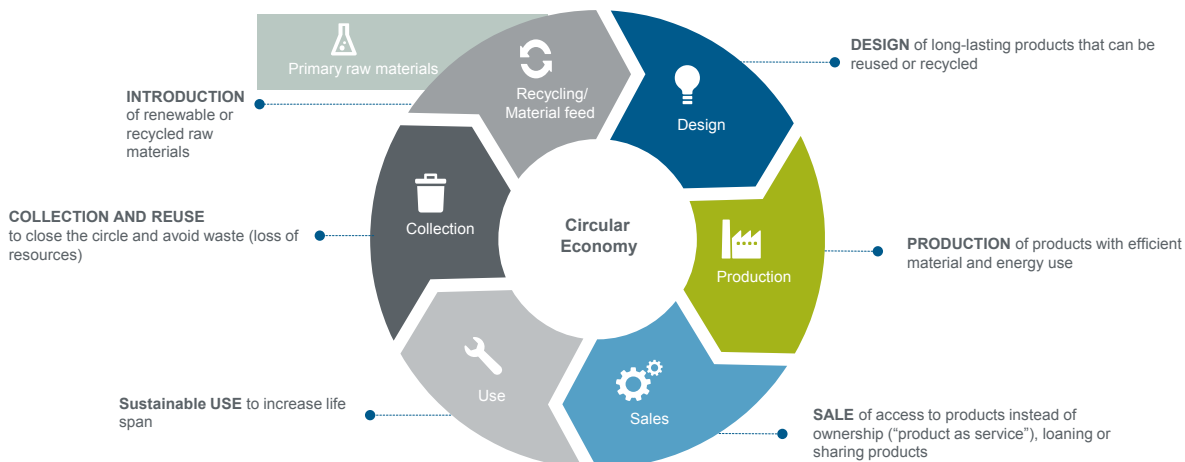 Primary raw materials
Recycling/
Material feed
Design
Production
Sales
Use
Collection
Circular
Economy
DESIGN of long-lasting products that can be
reused or recycled
PRODUCTION of products with efficient
material and energy use
SALE of access to products instead of
ownership (“product as service”), loaning or
sharing products
Sustainable USE to increase life
span
COLLECTION AND REUSE
to close the circle and avoid waste (loss of
resources)
INTRODUCTION
of renewable or
recycled raw
materials